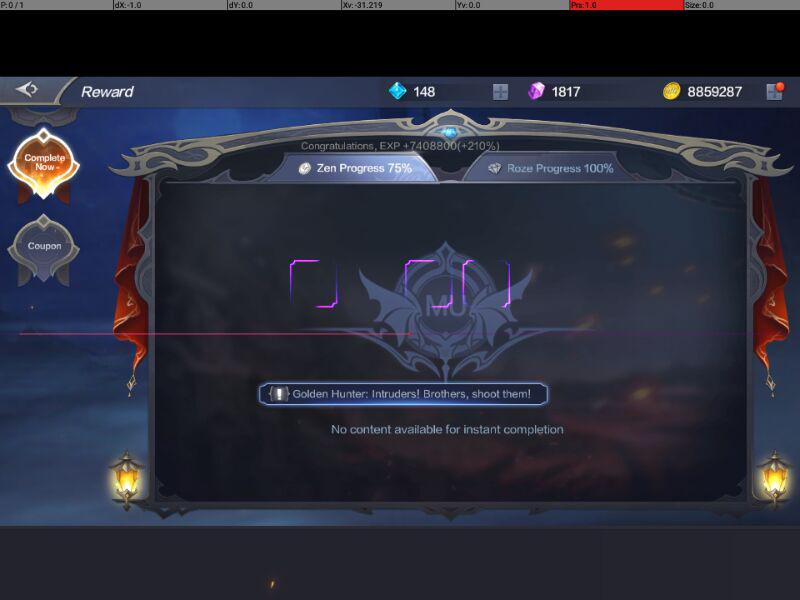 P: 0 / 1 dX: -1.0 dY: 0.0 Xv: -31.219 Yv: 0.0 Prs: 1.0 Size: 0.0
Reward 148 1817 8859287
Complete
Now
Congratulations, EXP +7408800(+210%)
Zen Progress 75% Roze Progress 100%
Coupon
MU
Golden Hunter: Intruders! Brothers, shoot them!
No content available for instant completion